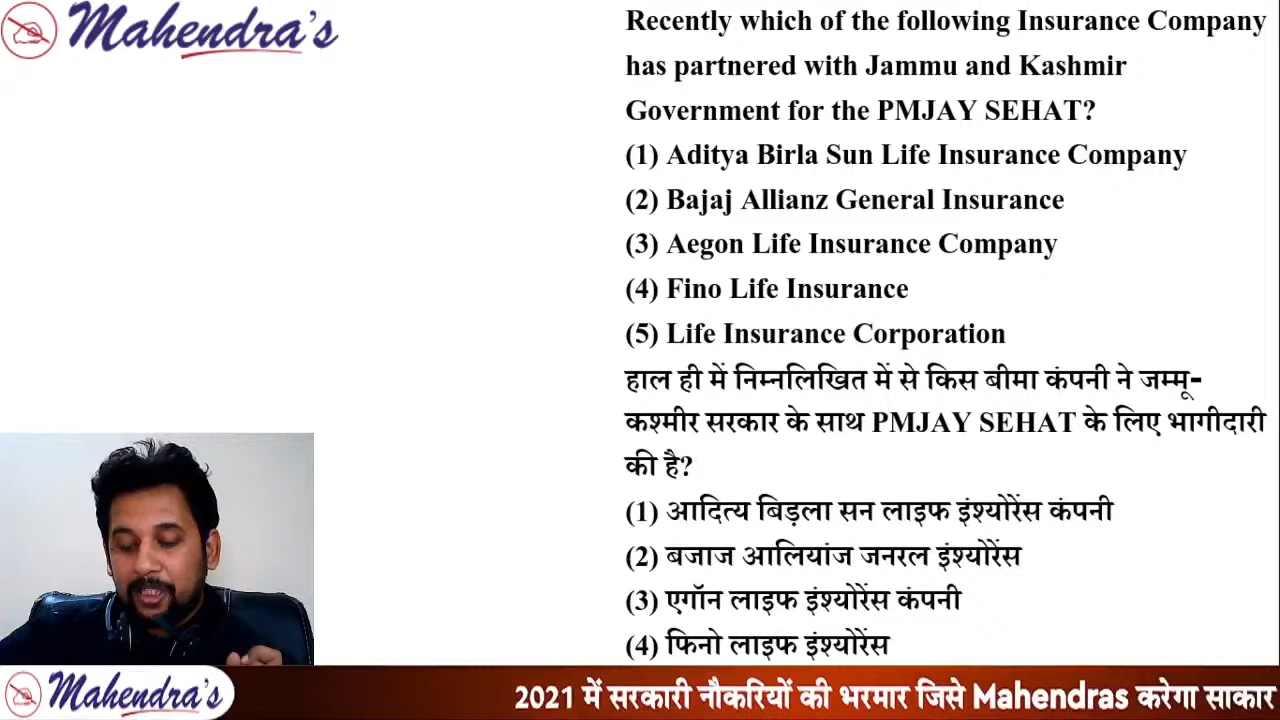 Mahendra's
Recently which of the following Insurance Company
has partnered with Jammu and Kashmir
Government for the PMJAY SEHAT?
(1) Aditya Birla Sun Life Insurance Company
(2) Bajaj Allianz General Insurance
(3) Aegon Life Insurance Company
(4) Fino Life Insurance
(5) Life Insurance Corporation
हाल ही में निम्नलिखित में से किस बीमा कंपनी ने जम्मू-
कश्मीर सरकार के साथ PMJAY SEHAT के लिए भागीदारी
की है?
(1) आदित्य बिड़ला सन लाइफ इंश्योरेंस कंपनी
(2) बजाज आलियांज जनरल इंश्योरेंस
(3) एगॉन लाइफ इंश्योरेंस कंपनी
(4) फिनो लाइफ इंश्योरेंस
Mahendra's
2021 में सरकारी नौकरियों की भरमार जिसे Mahendras करेगा साकार